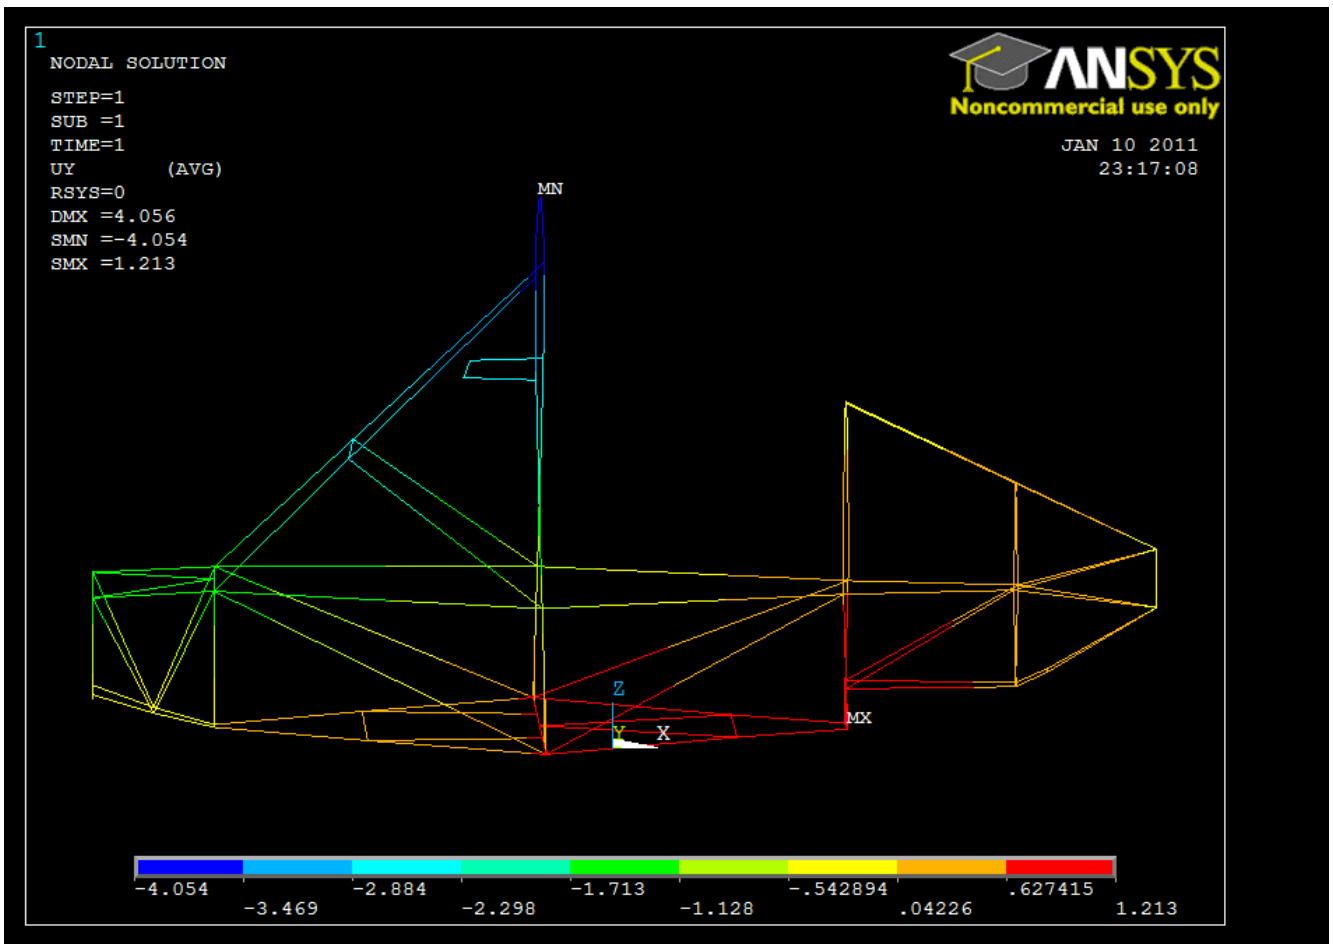 1
NODAL SOLUTION
STEP=1
SUB =1
TIME=1
UY (AVG)
RSYS=0
DMX =4.056
SMN =-4.054
SMX =1.213
ANSYS
Noncommercial use only
JAN 10 2011
23:17:08
MN
Z
Y X
MX
-4.054 -2.884 -1.713 -.542894 .627415
-3.469 -2.298 -1.128 .04226 1.213